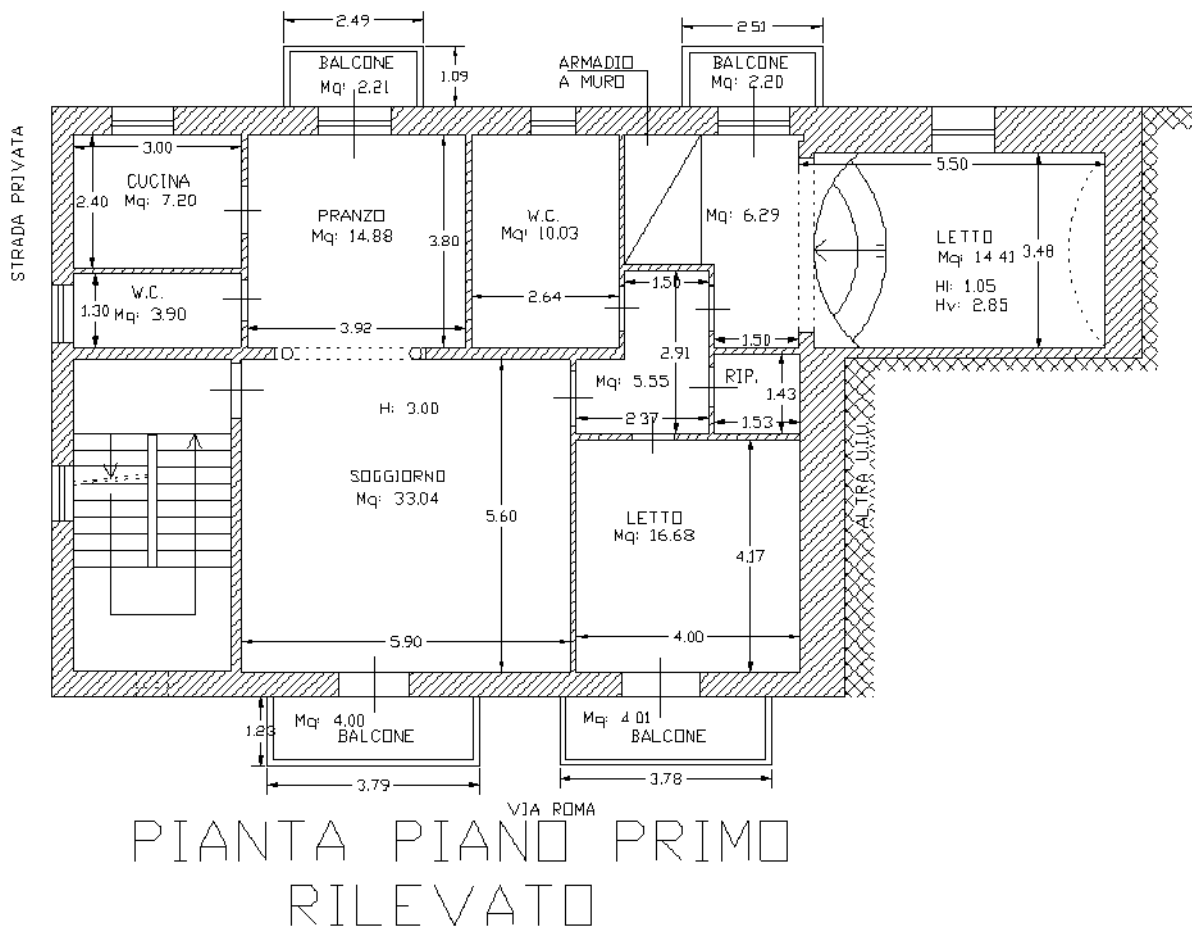 2.49
2.51
BALCONE
Mq: 2.21
1.09
ARMADIO
A MURO
BALCONE
Mq: 2.20
STRADA PRIVATA
3.00
CUCINA
Mq: 7.20
2.40
PRANZO
Mq: 14.88
3.80
W.C.
Mq: 10.03
Mq: 6.29
5.50
LETTO
Mq: 14.41
3.48
Hl: 1.05
Hv: 2.85
W.C.
Mq: 3.90
1.30
3.92
2.64
1.50
1.50
2.91
Mq: 5.55
RIP.
1.43
2.37
1.53
H: 3.00
SOGGIORNO
Mq: 33.04
5.60
LETTO
Mq: 16.68
4.17
ALTRA U.I.U.
5.90
4.00
Mq: 4.00
BALCONE
1.23
Mq: 4.01
BALCONE
3.79
3.78
VIA ROMA
PIANTA PIANO PRIMO
RILEVATO